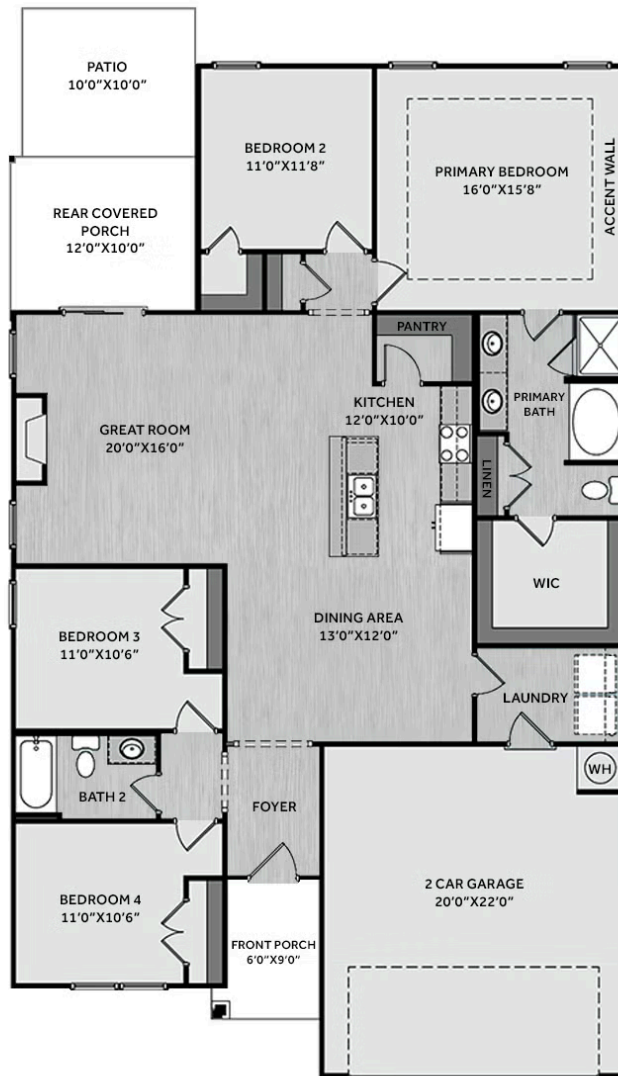 PATIO
10'0"X10'0"
BEDROOM 2
11'0"X11'8"
PRIMARY BEDROOM
16'0"X15'8"
ACCENT WALL
REAR COVERED
PORCH
12'0"X10'0"
PANTRY
KITCHEN
12'0"X10'0"
PRIMARY
BATH
GREAT ROOM
20'0"X16'0"
LINEN
WIC
BEDROOM 3
11'0"X10'6"
DINING AREA
13'0"X12'0"
LAUNDRY
WH
BATH 2
FOYER
BEDROOM 4
11'0"X10'6"
2 CAR GARAGE
20'0"X22'0"
FRONT PORCH
6'0"X9'0"